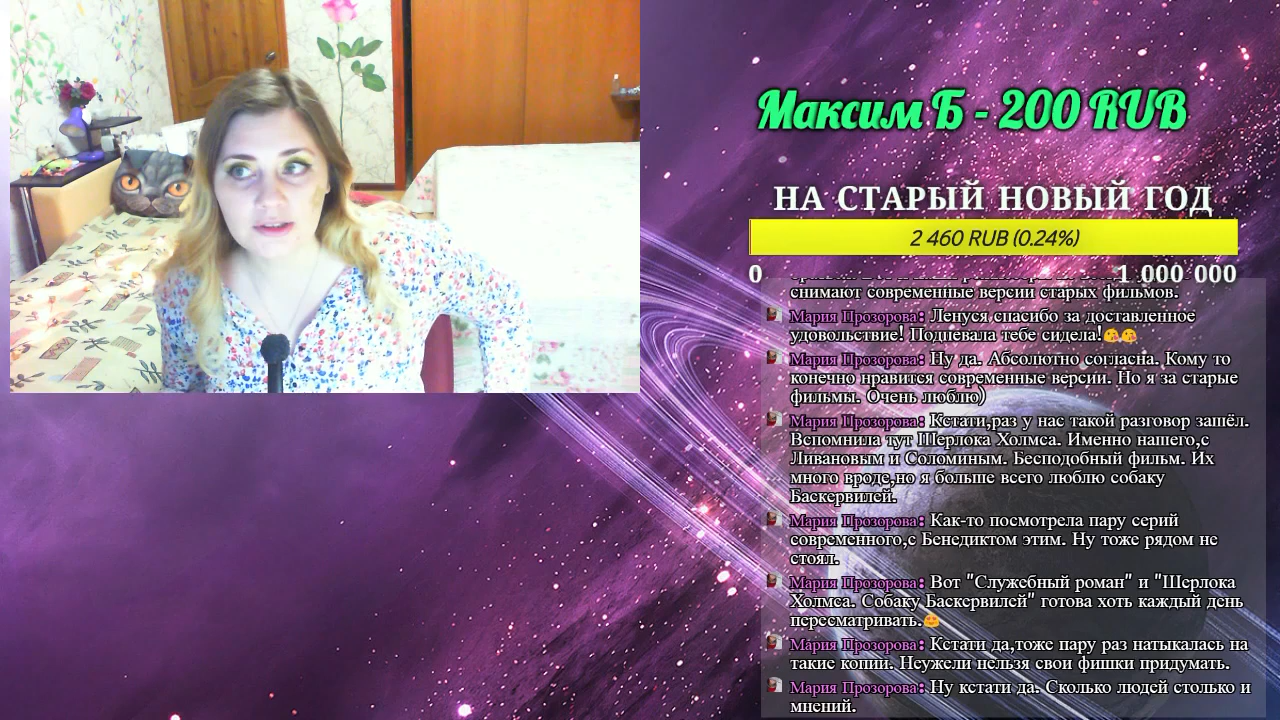 Максим Б - 200 RUB
НА СТАРЫЙ НОВЫЙ ГОД
2 460 RUB (0.24%)
0 1 000 000
снимают современные версии старых фильмов.
Мария Прозорова: Ленуся,спасибо за доставленное
удовольствие! Подпевала тебе сидела!😘😘
Мария Прозорова: Ну да. Абсолютно согласна. Кому то
конечно нравится современные версии. Но я за старые
фильмы. Очень люблю)
Мария Прозорова: Кстати,раз у нас такой разговор зашёл.
Вспомнила тут Шерлока Холмса. Именно нашего,с
Ливановым и Соломиным. Бесподобный фильм. Их
много вроде,но я больше всего люблю собаку
Баскервилей.
Мария Прозорова: Как-то посмотрела пару серий
современного,с Бенедиктом этим. Ну тоже рядом не
стоял.
Мария Прозорова: Вот "Служебный роман" и "Шерлока
Холмса. Собаку Баскервилей" готова хоть каждый день
пересматривать.😍
Мария Прозорова: Кстати да,тоже пару раз натыкалась на
такие копии. Неужели нельзя свои фишки придумать.
Мария Прозорова: Ну кстати да. Сколько людей столько и
мнений.